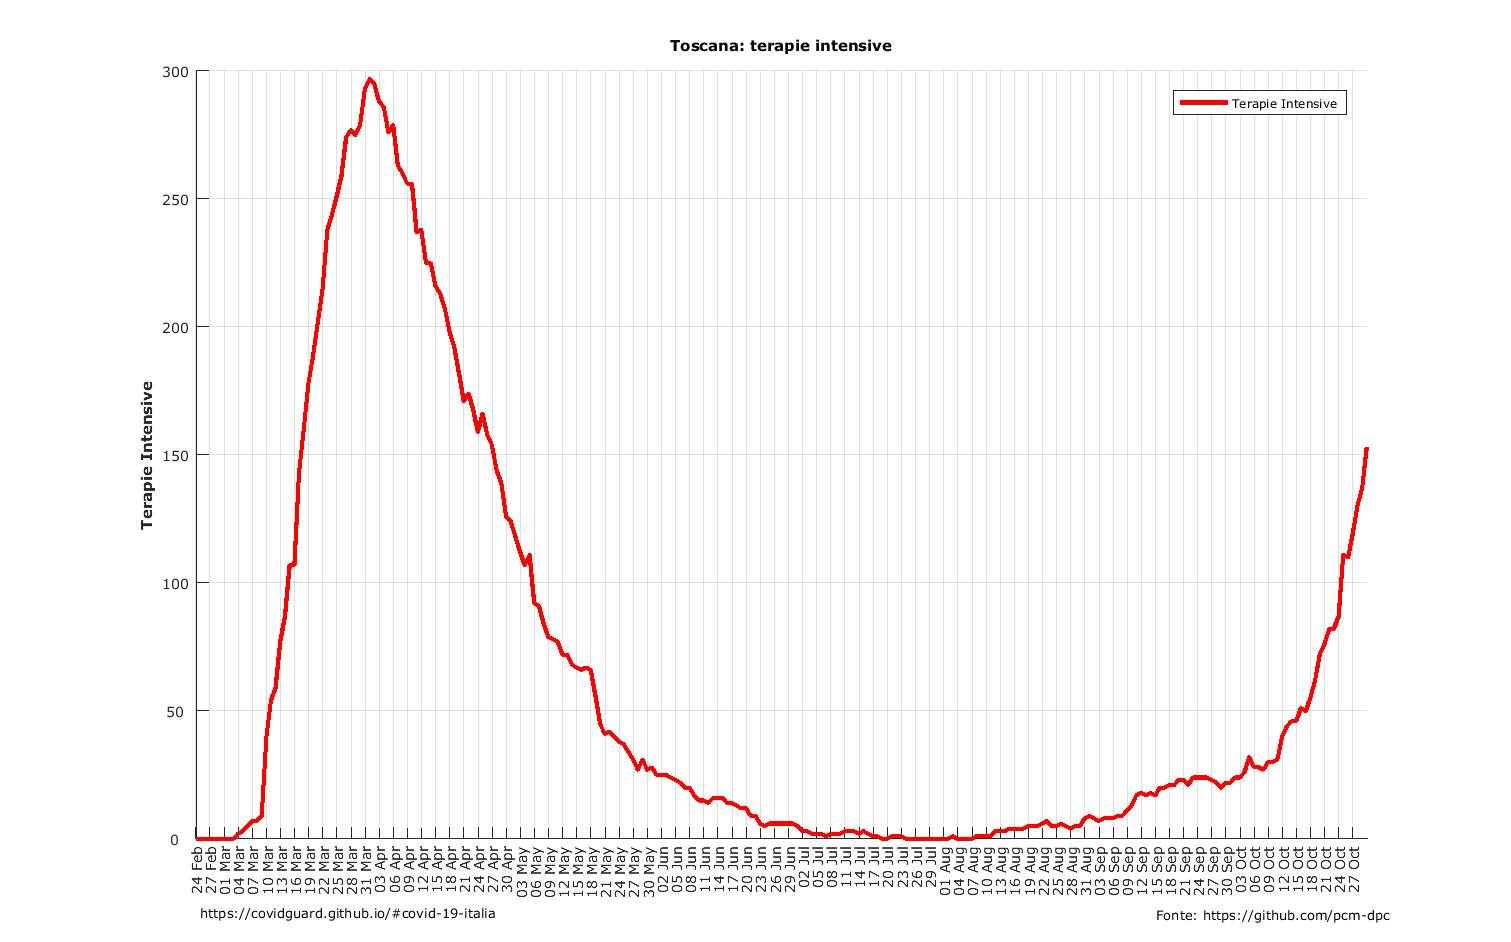 Toscana: terapie intensive
Terapie Intensive
Terapie Intensive
300
250
200
150
100
50
0
24 Feb
27 Feb
01 Mar
04 Mar
07 Mar
10 Mar
13 Mar
16 Mar
19 Mar
22 Mar
25 Mar
28 Mar
31 Mar
03 Apr
06 Apr
09 Apr
12 Apr
15 Apr
18 Apr
21 Apr
24 Apr
27 Apr
30 Apr
03 May
06 May
09 May
12 May
15 May
18 May
21 May
24 May
27 May
30 May
02 Jun
05 Jun
08 Jun
11 Jun
14 Jun
17 Jun
20 Jun
23 Jun
26 Jun
29 Jun
02 Jul
05 Jul
08 Jul
11 Jul
14 Jul
17 Jul
20 Jul
23 Jul
26 Jul
29 Jul
01 Aug
04 Aug
07 Aug
10 Aug
13 Aug
16 Aug
19 Aug
22 Aug
25 Aug
28 Aug
31 Aug
03 Sep
06 Sep
09 Sep
12 Sep
15 Sep
18 Sep
21 Sep
24 Sep
27 Sep
30 Sep
03 Oct
06 Oct
09 Oct
12 Oct
15 Oct
18 Oct
21 Oct
24 Oct
27 Oct
https://covidguard.github.io/#covid-19-italia
Fonte: https://github.com/pcm-dpc